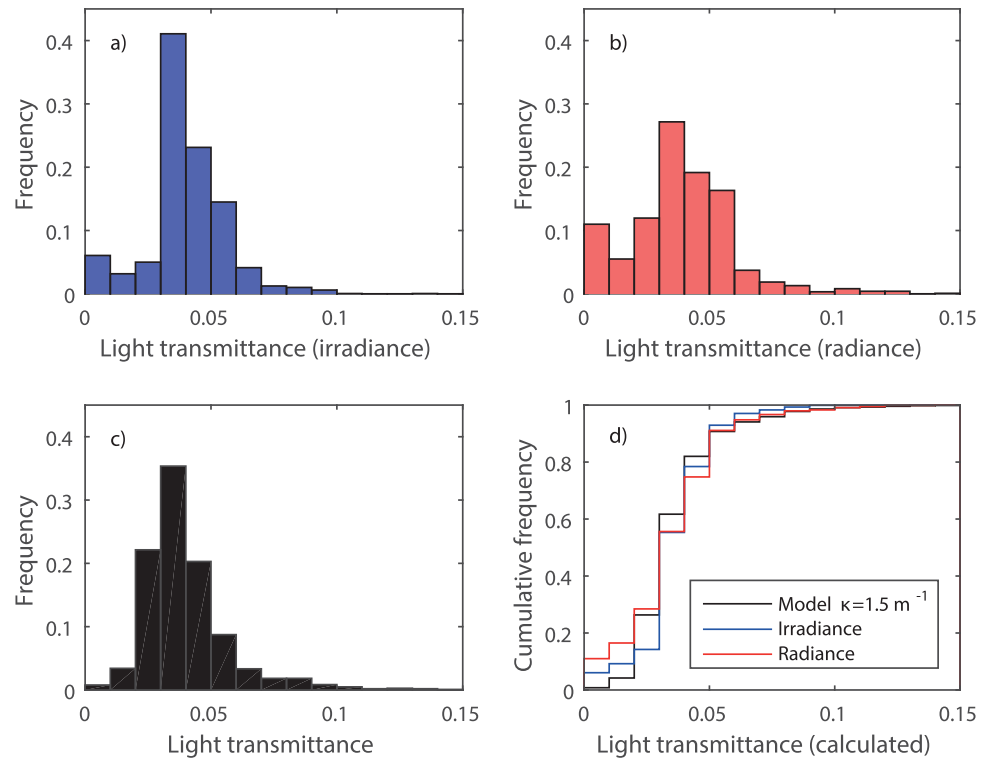 a)
0.4
0.3
0.2
0.1
0
Frequency
0 0.05 0.1 0.15
Light transmittance (irradiance)
b)
0.4
0.3
0.2
0.1
0
Frequency
0 0.05 0.1 0.15
Light transmittance (radiance)
c)
0.4
0.3
0.2
0.1
0
Frequency
0 0.05 0.1 0.15
Light transmittance
d)
1
0.8
0.6
0.4
0.2
0
Cumulative frequency
Model κ=1.5 m⁻¹
Irradiance
Radiance
0 0.05 0.1 0.15
Light transmittance (calculated)